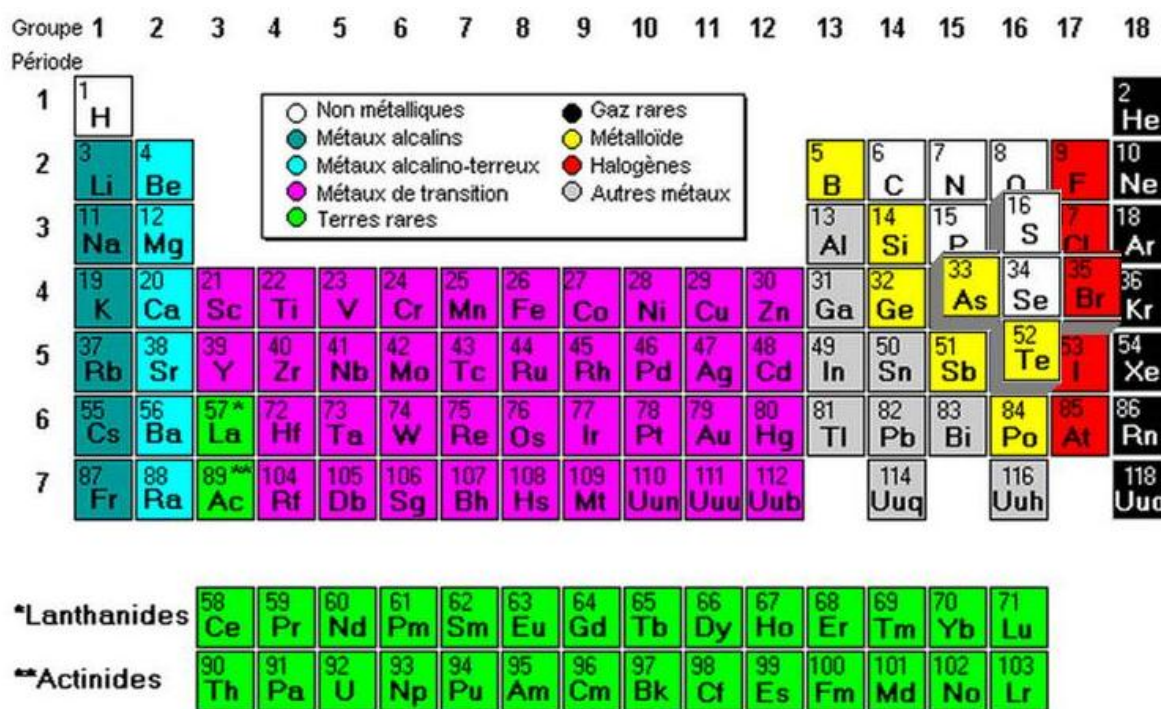 Groupe 1 2 3 4 5 6 7 8 9 10 11 12 13 14 15 16 17 18
Période
Non métalliques Gaz rares
Métaux alcalins Métalloïde
Métaux alcalino-terreux Halogènes
Métaux de transition Autres métaux
Terres rares
1 1 H 2 He
2 3 Li 4 Be 5 B 6 C 7 N 8 9 F 10 Ne
3 11 Na 12 Mg 13 Al 14 Si 15 P 16 S 7 Cl 18 Ar
4 19 K 20 Ca 21 Sc 22 Ti 23 V 24 Cr 25 Mn 26 Fe 27 Co 28 Ni 29 Cu 30 Zn 31 Ga 32 Ge 33 As 34 Se 35 Br 36 Kr
5 37 Rb 38 Sr 39 Y 40 Zr 41 Nb 42 Mo 43 Tc 44 Ru 45 Rh 46 Pd 47 Ag 48 Cd 49 In 50 Sn 51 Sb 52 Te 53 I 54 Xe
6 55 Cs 56 Ba 57* La 72 Hf 73 Ta 74 W 75 Re 76 Os 77 Ir 78 Pt 79 Au 80 Hg 81 Tl 82 Pb 83 Bi 84 Po 85 At 86 Rn
7 87 Fr 88 Ra 89** Ac 104 Rf 105 Db 106 Sg 107 Bh 108 Hs 109 Mt 110 Uun 111 Uuu 112 Uub 114 Uuq 116 Uuh 118 Uuo
*Lanthanides 58 Ce 59 Pr 60 Nd 61 Pm 62 Sm 63 Eu 64 Gd 65 Tb 66 Dy 67 Ho 68 Er 69 Tm 70 Yb 71 Lu
**Actinides 90 Th 91 Pa 92 U 93 Np 94 Pu 95 Am 96 Cm 97 Bk 98 Cf 99 Es 100 Fm 101 Md 102 No 103 Lr